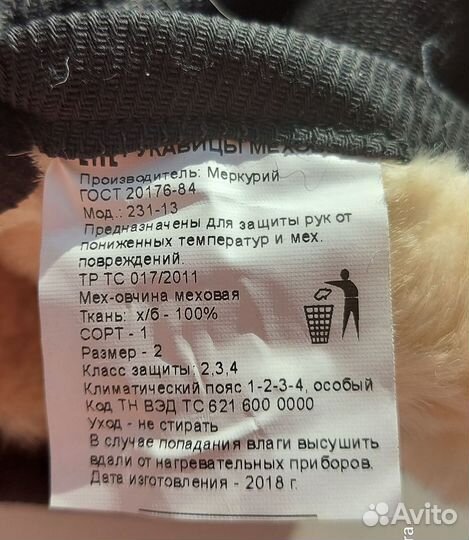 РУКАВИЦЫ МЕХО
Производитель: Меркурий
ГОСТ 20176-84
Мод.: 231-13
Предназначены для защиты рук от
пониженных температур и мех.
повреждений.
ТР ТС 017/2011
Мех-овчина меховая
Ткань: х/б - 100%
СОРТ - 1
Размер - 2
Класс защиты: 2,3,4
Климатический пояс 1-2-3-4, особый
Код ТН ВЭД ТС 621 600 0000
Уход - не стирать
В случае попадания влаги высушить
вдали от нагревательных приборов.
Дата изготовления - 2018 г.
Avito